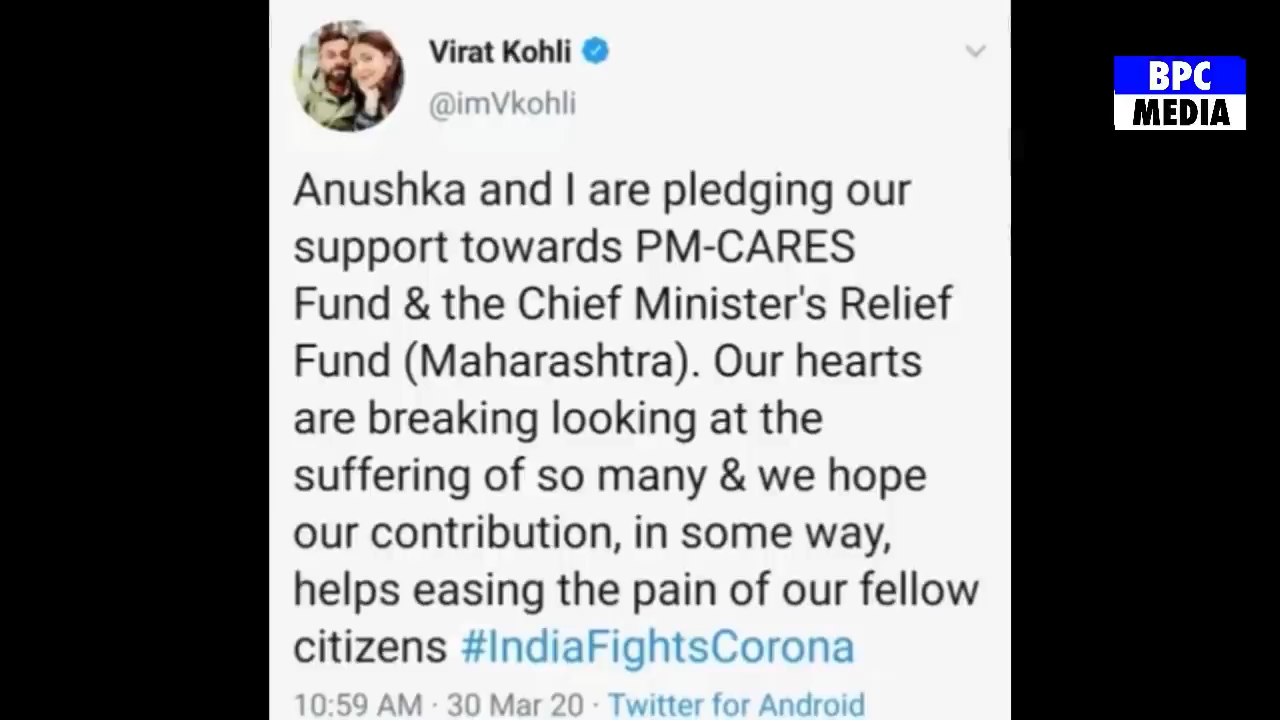 Virat Kohli
@imVkohli
BPC
MEDIA
Anushka and I are pledging our
support towards PM-CARES
Fund & the Chief Minister's Relief
Fund (Maharashtra). Our hearts
are breaking looking at the
suffering of so many & we hope
our contribution, in some way,
helps easing the pain of our fellow
citizens #IndiaFightsCorona
10:59 AM · 30 Mar 20 · Twitter for Android